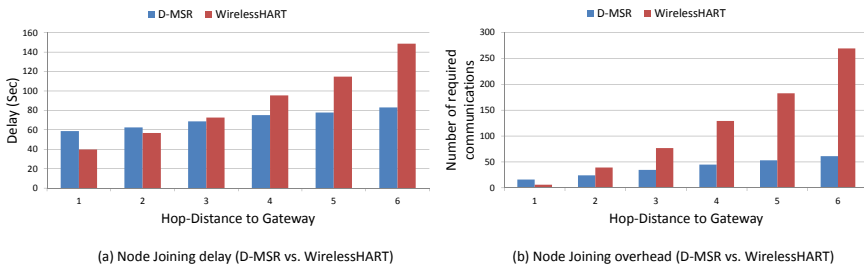 D-MSR WirelessHART
160
140
120
100
80
60
40
20
0
Delay (Sec)
1 2 3 4 5 6
Hop-Distance to Gateway
(a) Node Joining delay (D-MSR vs. WirelessHART)
D-MSR WirelessHART
300
250
200
150
100
50
0
Number of required
communications
1 2 3 4 5 6
Hop-Distance to Gateway
(b) Node Joining overhead (D-MSR vs. WirelessHART)